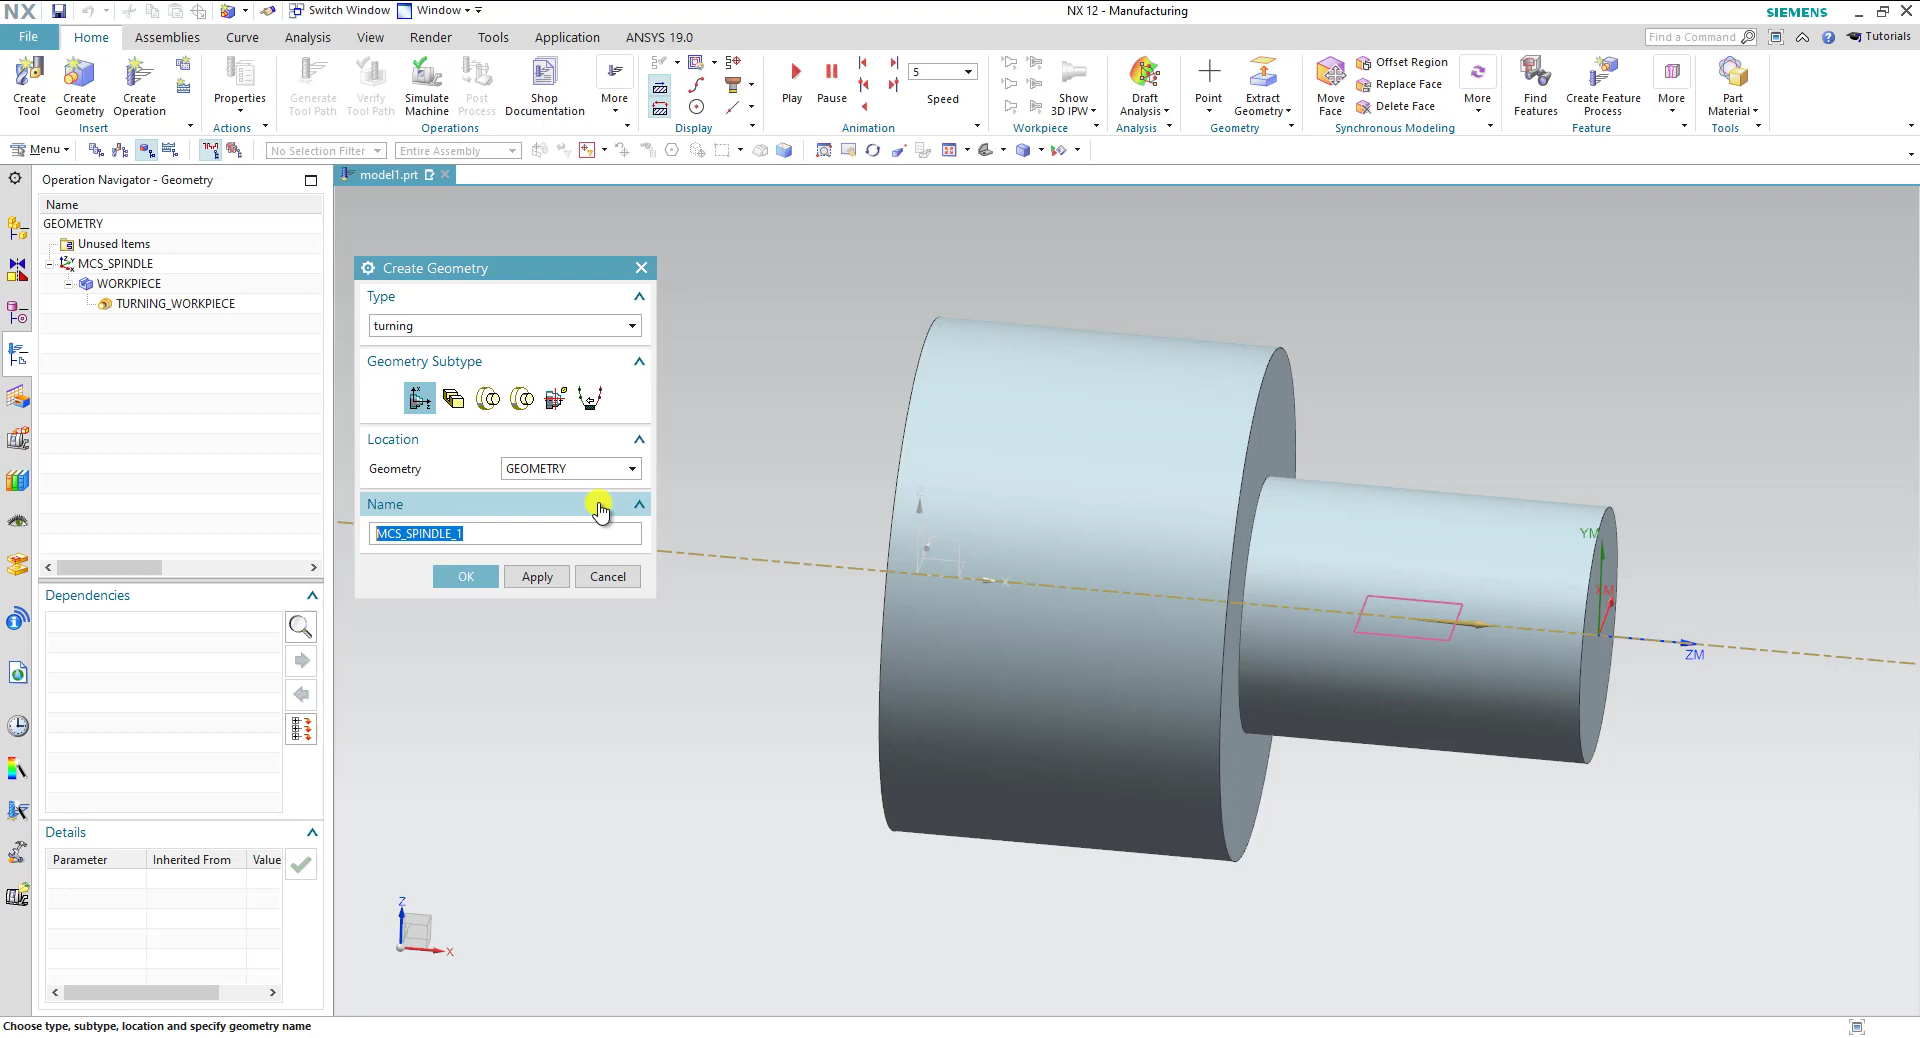 NX
Switch Window
Window
NX 12 - Manufacturing
SIEMENS
File
Home
Assemblies
Curve
Analysis
View
Render
Tools
Application
ANSYS 19.0
Find a Command
Tutorials
Create Tool
Create Geometry
Create Operation
Properties
Generate Tool Path
Verify Tool Path
Simulate Machine
Post Process
Shop Documentation
More
Play
Pause
5
Speed
Show 3D IPW
Draft Analysis
Point
Extract Geometry
Move Face
Offset Region
Replace Face
Delete Face
More
Find Features
Create Feature Process
More
Part Material
Insert
Actions
Operations
Display
Animation
Workpiece
Analysis
Geometry
Synchronous Modeling
Feature
Tools
Menu
No Selection Filter
Entire Assembly
Operation Navigator - Geometry
model1.prt
Name
GEOMETRY
Unused Items
MCS_SPINDLE
WORKPIECE
TURNING_WORKPIECE
Create Geometry
Type
turning
Geometry Subtype
Location
Geometry
GEOMETRY
Name
MCS_SPINDLE_1
OK
Apply
Cancel
Z
X
YM
XM
ZM
Dependencies
Details
Parameter
Inherited From
Value
Z
X
Choose type, subtype, location and specify geometry name